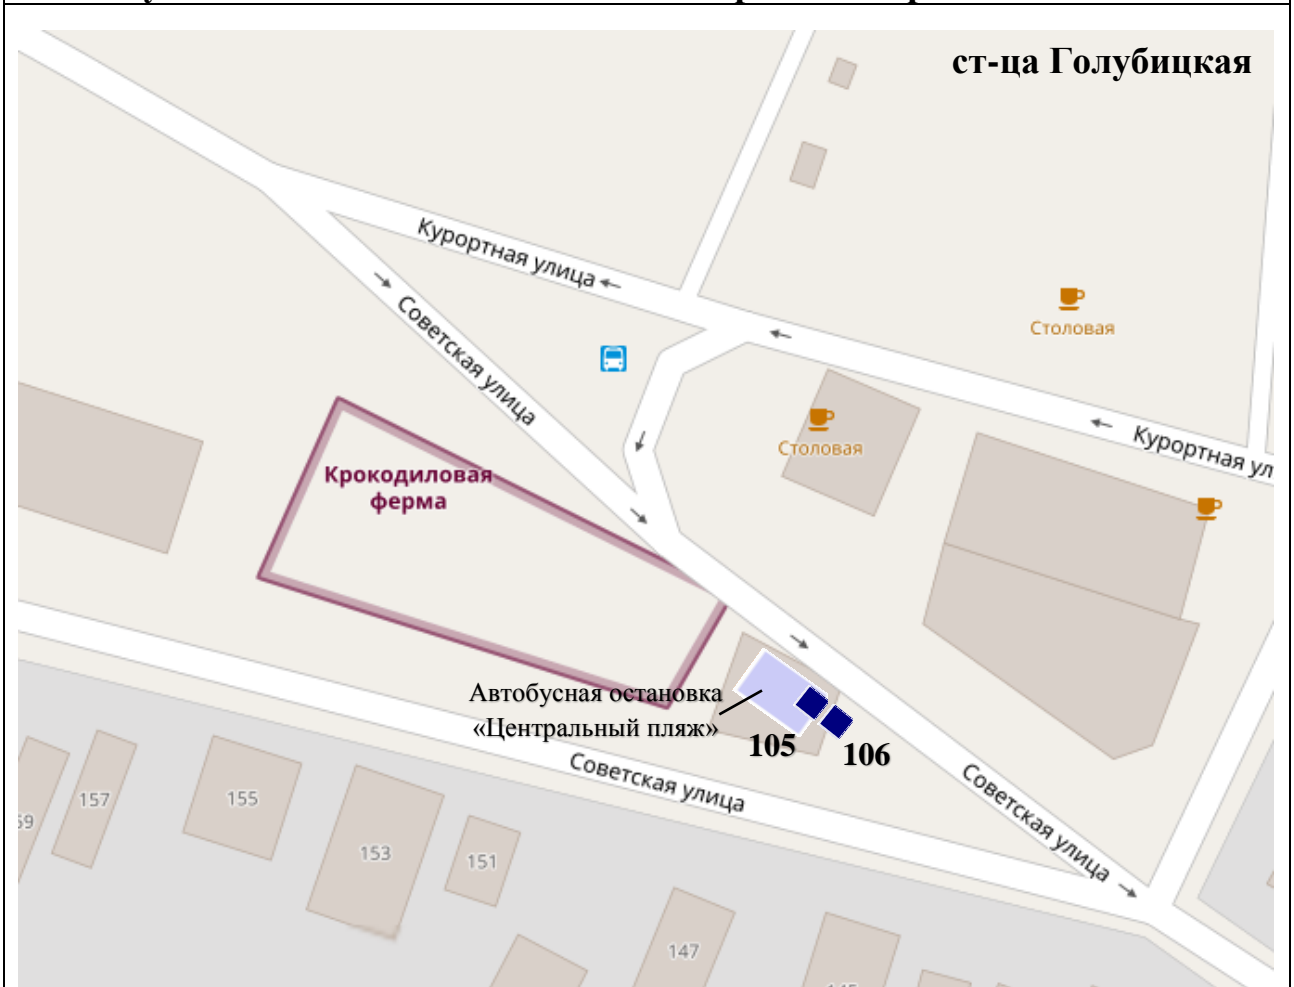 ст-ца Голубицкая
Курортная улица
Советская улица
Столовая
Столовая
Курортная ул
Крокодиловая
ферма
Автобусная остановка
«Центральный пляж»
105
106
Советская улица
Советская улица
157
155
153
151
147